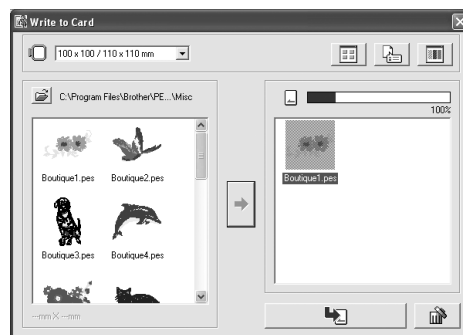 Write to Card
100 x 100 / 110 x 110 mm
C:\Program Files\Brother\PE...\Misc
100%
Boutique1.pes Boutique2.pes
Boutique1.pes
Boutique3.pes Boutique4.pes
---mm X ---mm